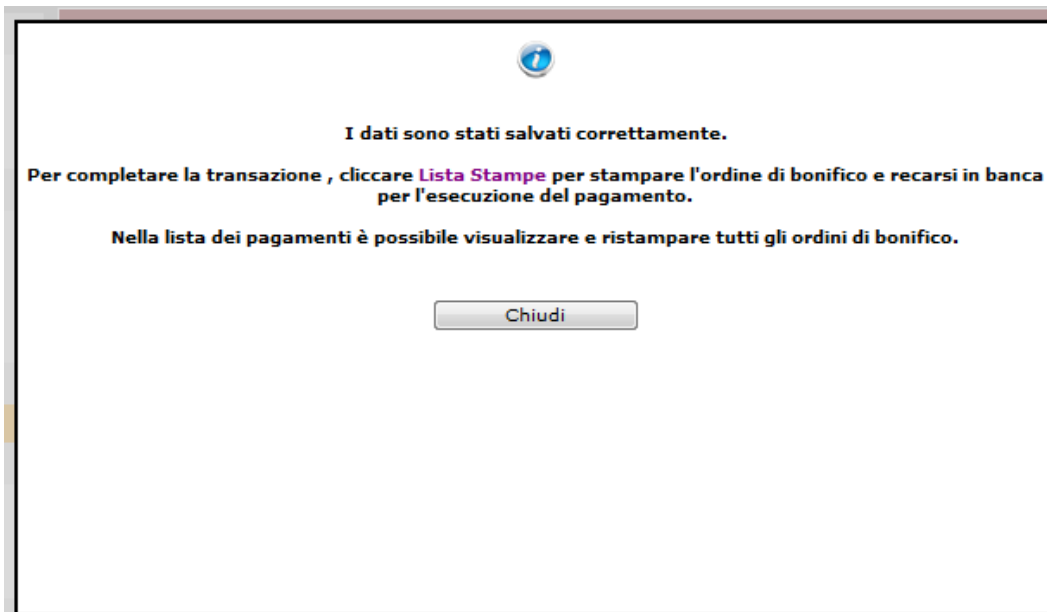 I dati sono stati salvati correttamente.
Per completare la transazione , cliccare Lista Stampe per stampare l'ordine di bonifico e recarsi in banca
per l'esecuzione del pagamento.
Nella lista dei pagamenti è possibile visualizzare e ristampare tutti gli ordini di bonifico.
Chiudi